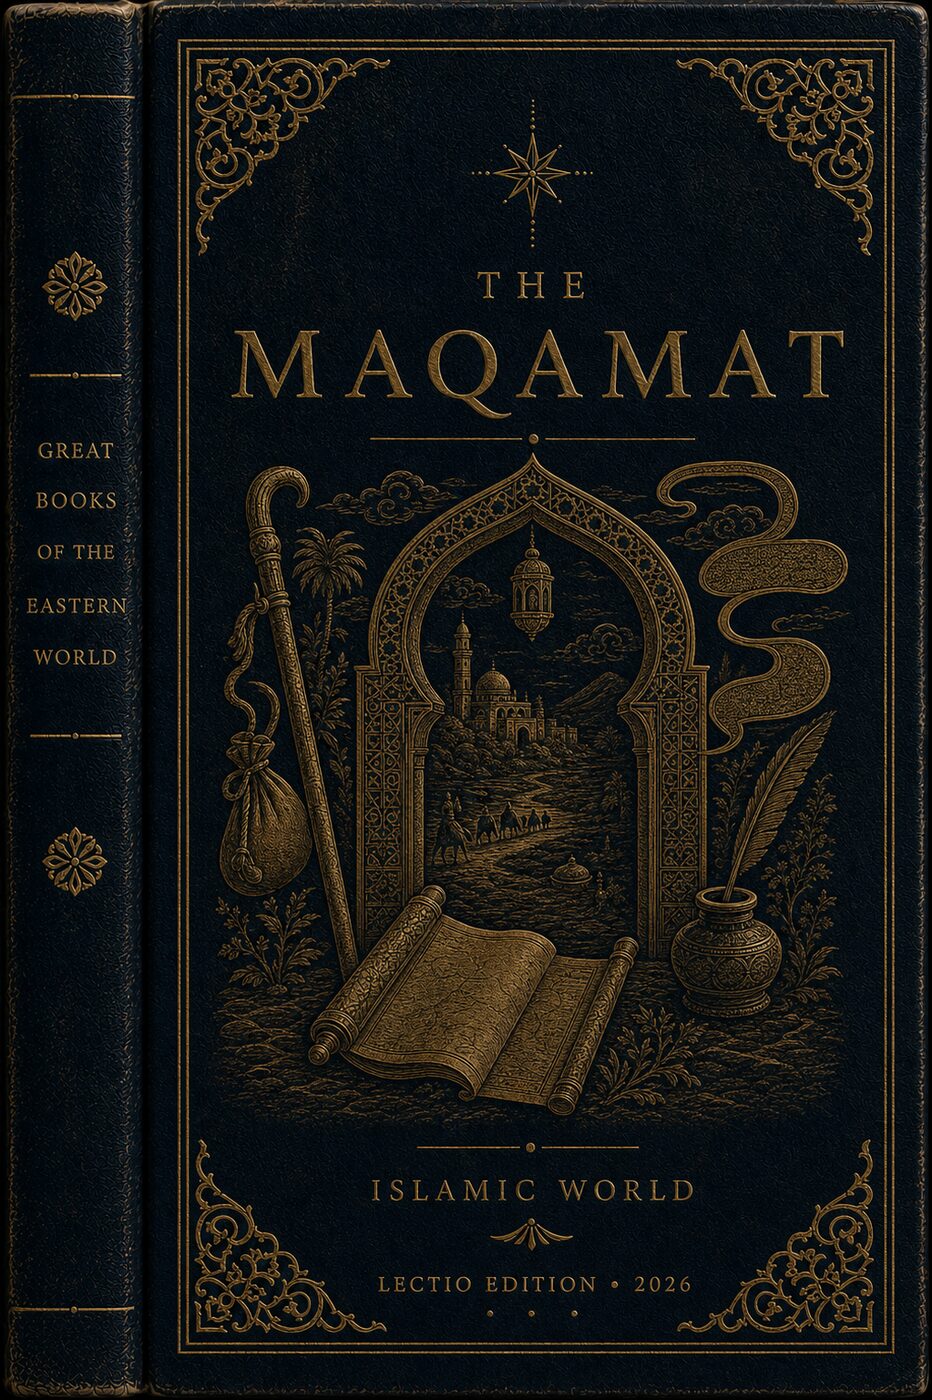 GREAT
BOOKS
OF THE
EASTERN
WORLD
THE
MAQAMAT
ISLAMIC WORLD
LECTIO EDITION • 2026